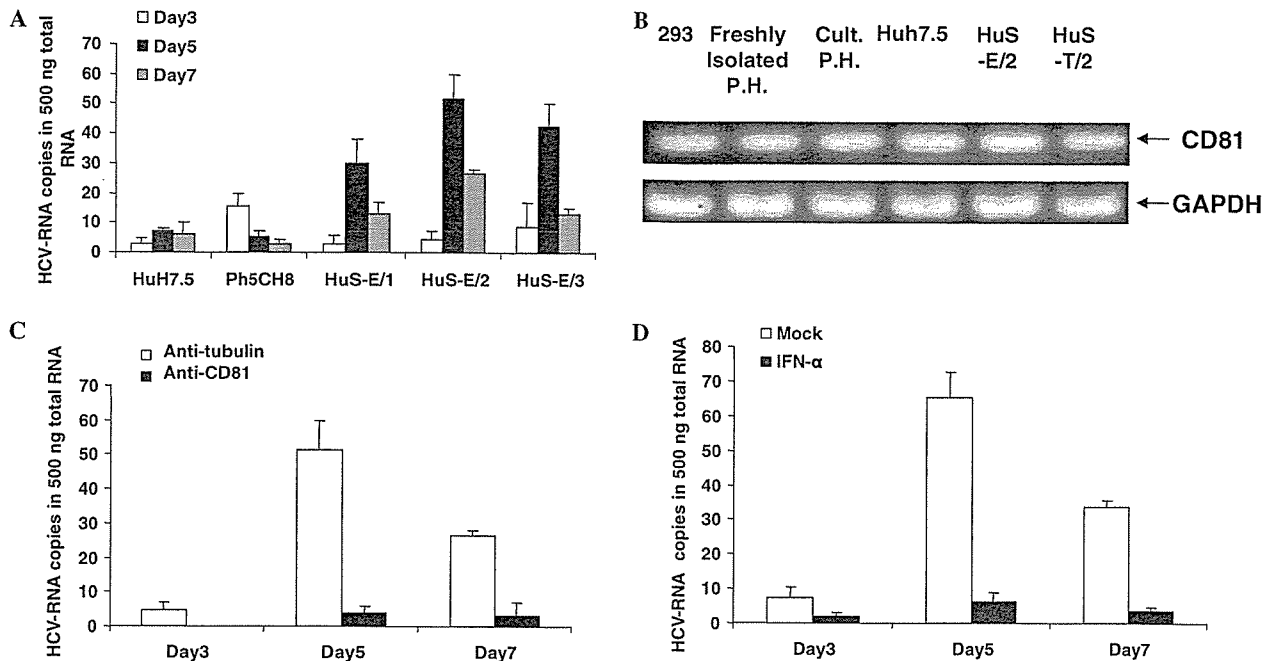 A
Day3
Day5
Day7
HCV-RNA copies in 500 ng total
RNA
70
60
50
40
30
20
10
0
HuH7.5 Ph5CH8 HuS-E/1 HuS-E/2 HuS-E/3
B
293 Freshly Cult. Huh7.5 HuS HuS
Isolated P.H. -E/2 -T/2
P.H.
CD81
GAPDH
C
Anti-tubulin
Anti-CD81
HCV-RNA copies in 500 ng total RNA
70
60
50
40
30
20
10
0
Day3 Day5 Day7
D
Mock
IFN-α
HCV-RNA copies in 500 ng total RNA
80
70
60
50
40
30
20
10
0
Day3 Day5 Day7